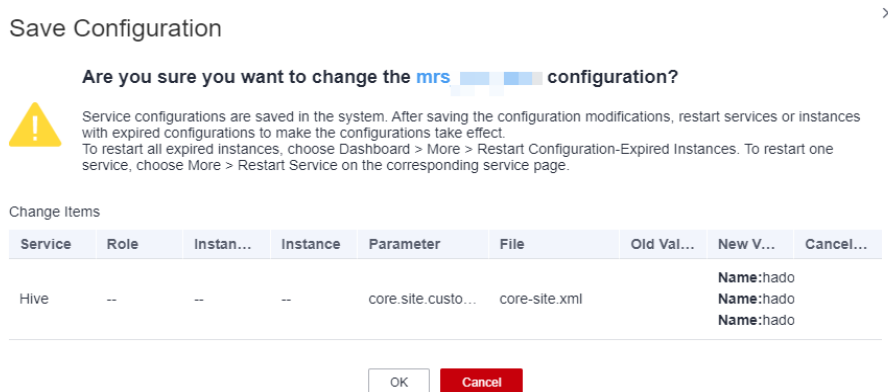 Save Configuration
Are you sure you want to change the mrs configuration?
Service configurations are saved in the system. After saving the configuration modifications, restart services or instances
with expired configurations to make the configurations take effect.
To restart all expired instances, choose Dashboard > More > Restart Configuration-Expired Instances. To restart one
service, choose More > Restart Service on the corresponding service page.
Change Items
Service Role Instan... Instance Parameter File Old Val... New V... Cancel...
Hive -- -- -- core.site.custo... core-site.xml
Name:hado
Name:hado
Name:hado
OK Cancel